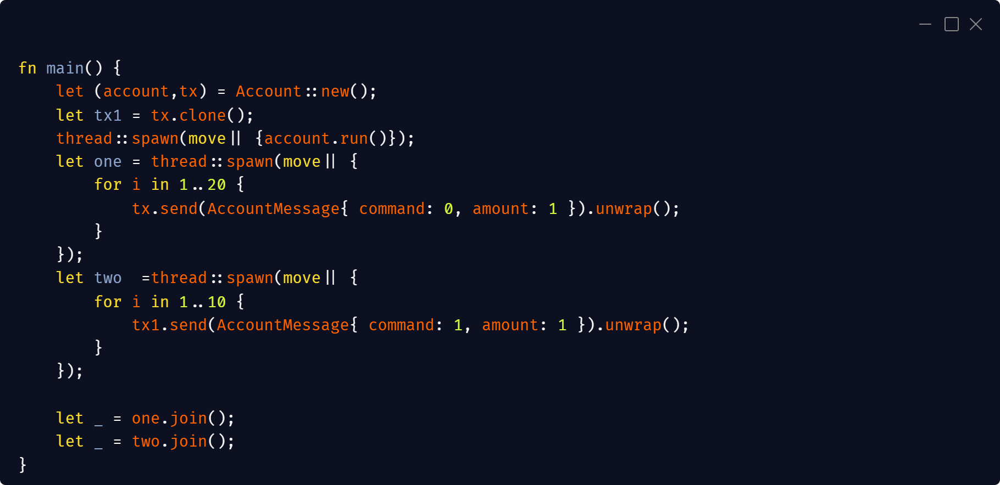 fn main() {
    let (account,tx) = Account::new();
    let tx1 = tx.clone();
    thread::spawn(move|| {account.run()});
    let one = thread::spawn(move|| {
        for i in 1..20 {
            tx.send(AccountMessage{ command: 0, amount: 1 }).unwrap();
        }
    });
    let two  =thread::spawn(move|| {
        for i in 1..10 {
            tx1.send(AccountMessage{ command: 1, amount: 1 }).unwrap();
        }
    });

    let _ = one.join();
    let _ = two.join();
}